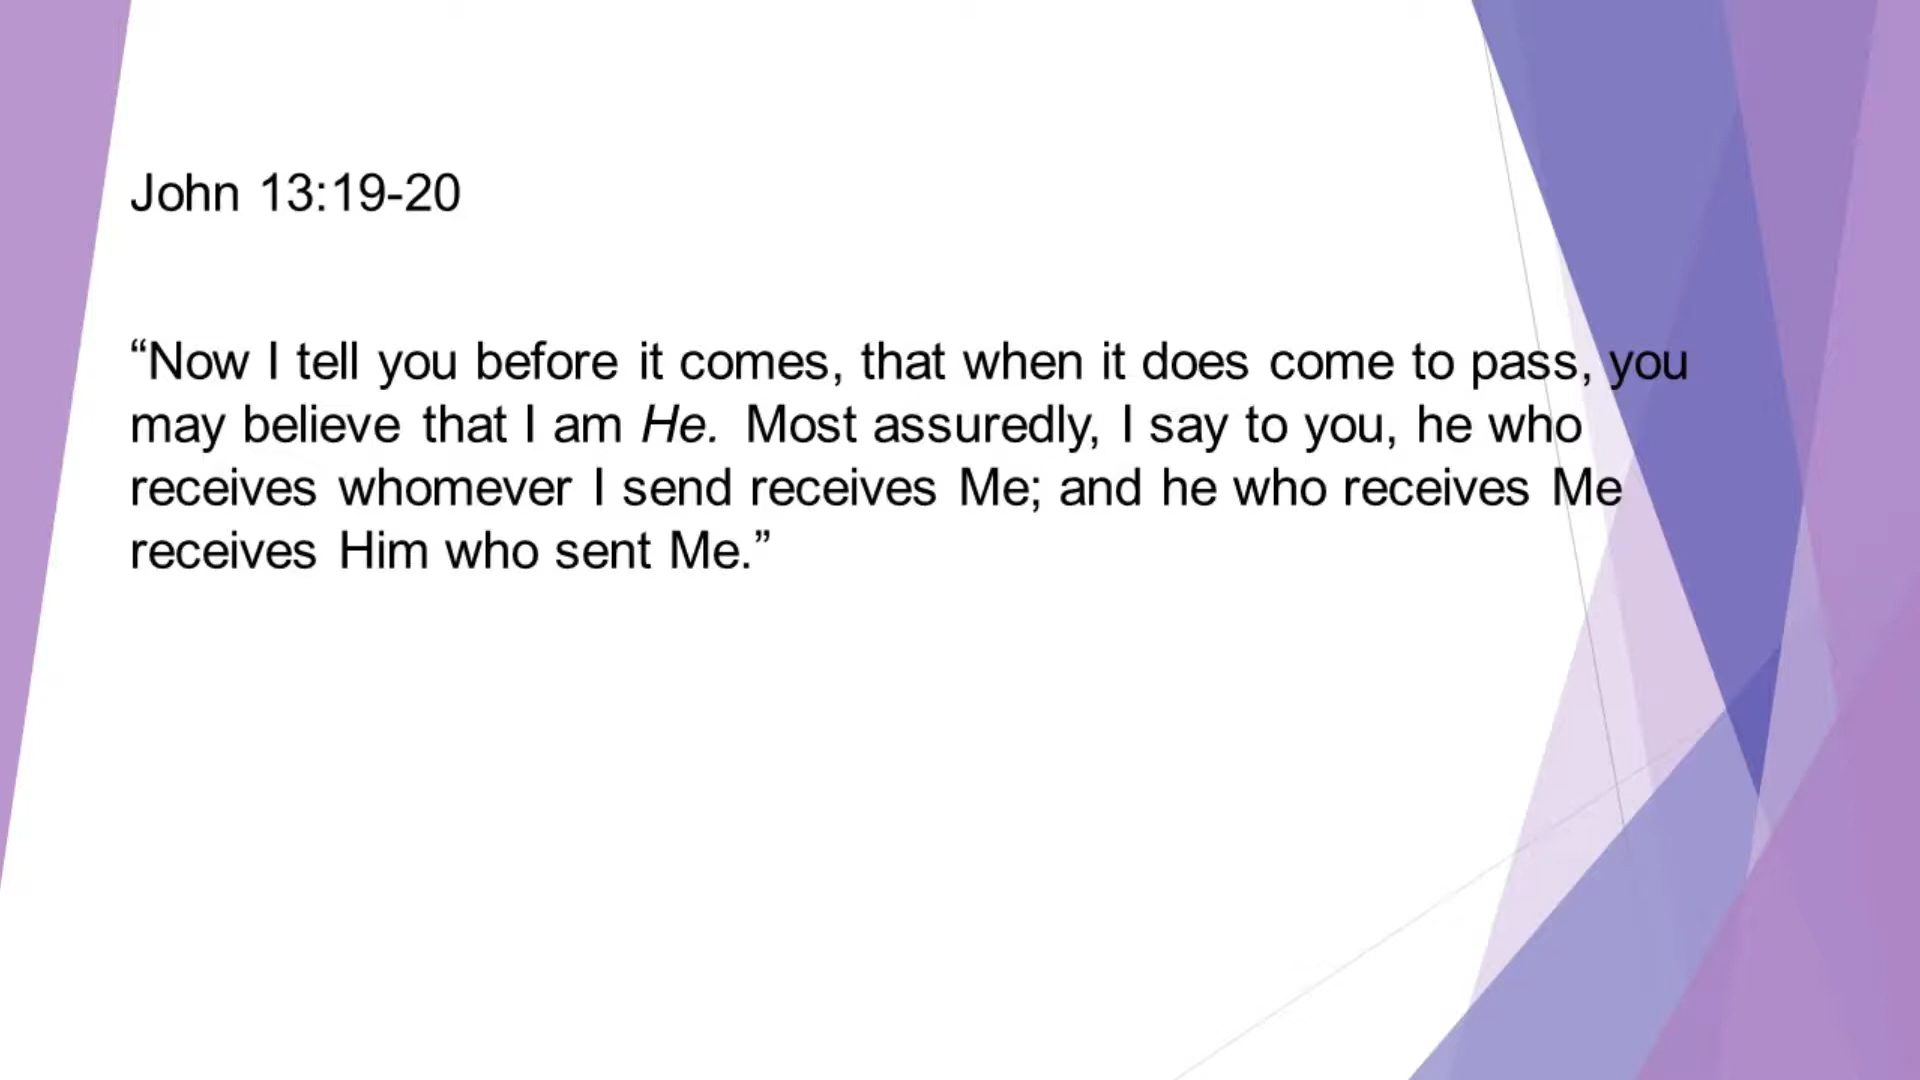 John 13:19-20
“Now I tell you before it comes, that when it does come to pass, you
may believe that I am He. Most assuredly, I say to you, he who
receives whomever I send receives Me; and he who receives Me
receives Him who sent Me.”